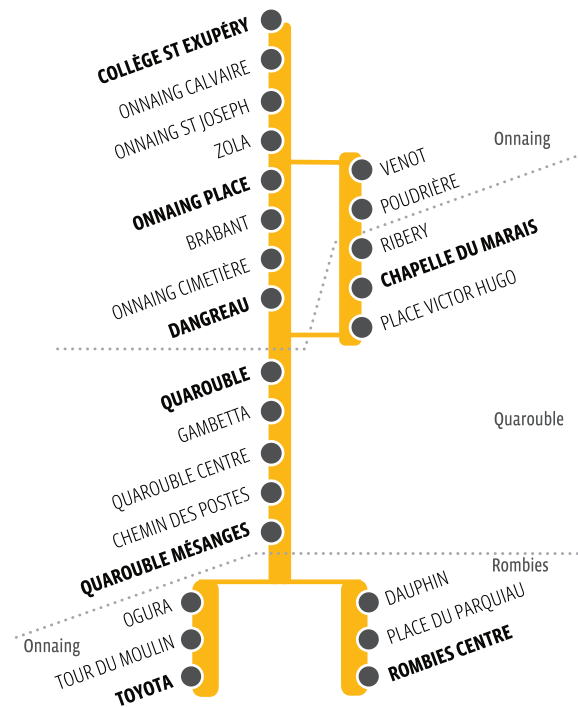 COLLÈGE ST EXUPÉRY
ONNAING CALVAIRE
ONNAING ST JOSEPH
ZOLA
ONNAING PLACE
BRABANT
ONNAING CIMETIÈRE
DANGREAU
Onnaing
VENOT
POUDRIÈRE
RIBERY
CHAPELLE DU MARAIS
PLACE VICTOR HUGO
QUAROUBLE
GAMBETTA
QUAROUBLE CENTRE
CHEMIN DES POSTES
QUAROUBLE MÉSANGES
Quarouble
Rombies
Onnaing
OGURA
TOUR DU MOULIN
TOYOTA
DAUPHIN
PLACE DU PARQUIAU
ROMBIES CENTRE